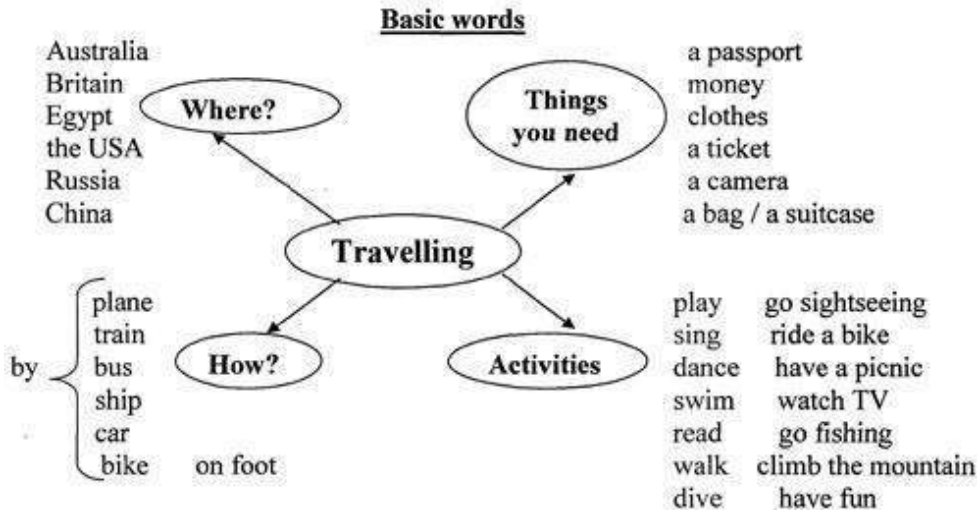 Basic words
Where?
Australia
Britain
Egypt
the USA
Russia
China
Things
you need
a passport
money
clothes
a ticket
a camera
a bag / a suitcase
Travelling
How?
by
plane
train
bus
ship
car
bike on foot
Activities
play go sightseeing
sing ride a bike
dance have a picnic
swim watch TV
read go fishing
walk climb the mountain
dive have fun